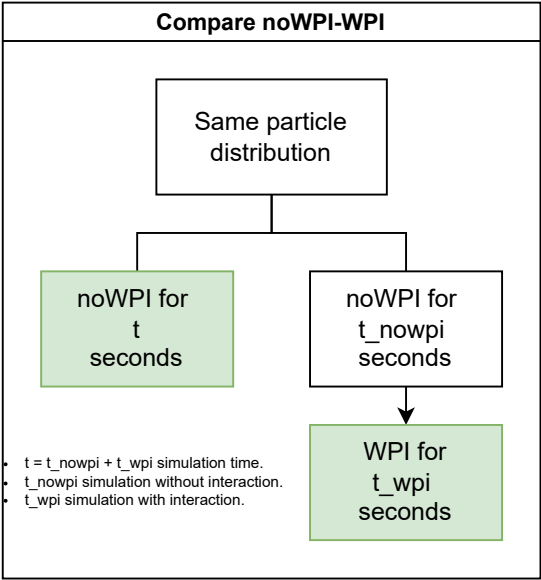 Compare noWPI-WPI
Same particle
distribution
noWPI for
t
seconds
noWPI for
t_nowpi
seconds
WPI for
t_wpi
seconds
• t = t_nowpi + t_wpi simulation time.
• t_nowpi simulation without interaction.
• t_wpi simulation with interaction.